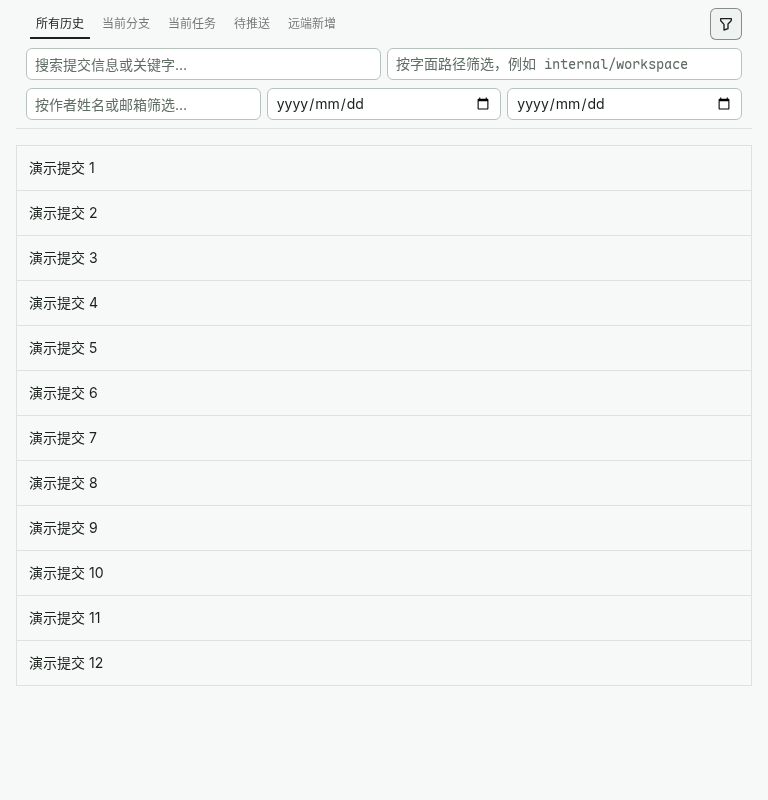 所有历史 当前分支 当前任务 待推送 远端新增
搜索提交信息或关键字... 按字面路径筛选，例如 internal/workspace
按作者姓名或邮箱筛选... yyyy/mm/dd yyyy/mm/dd
演示提交 1
演示提交 2
演示提交 3
演示提交 4
演示提交 5
演示提交 6
演示提交 7
演示提交 8
演示提交 9
演示提交 10
演示提交 11
演示提交 12